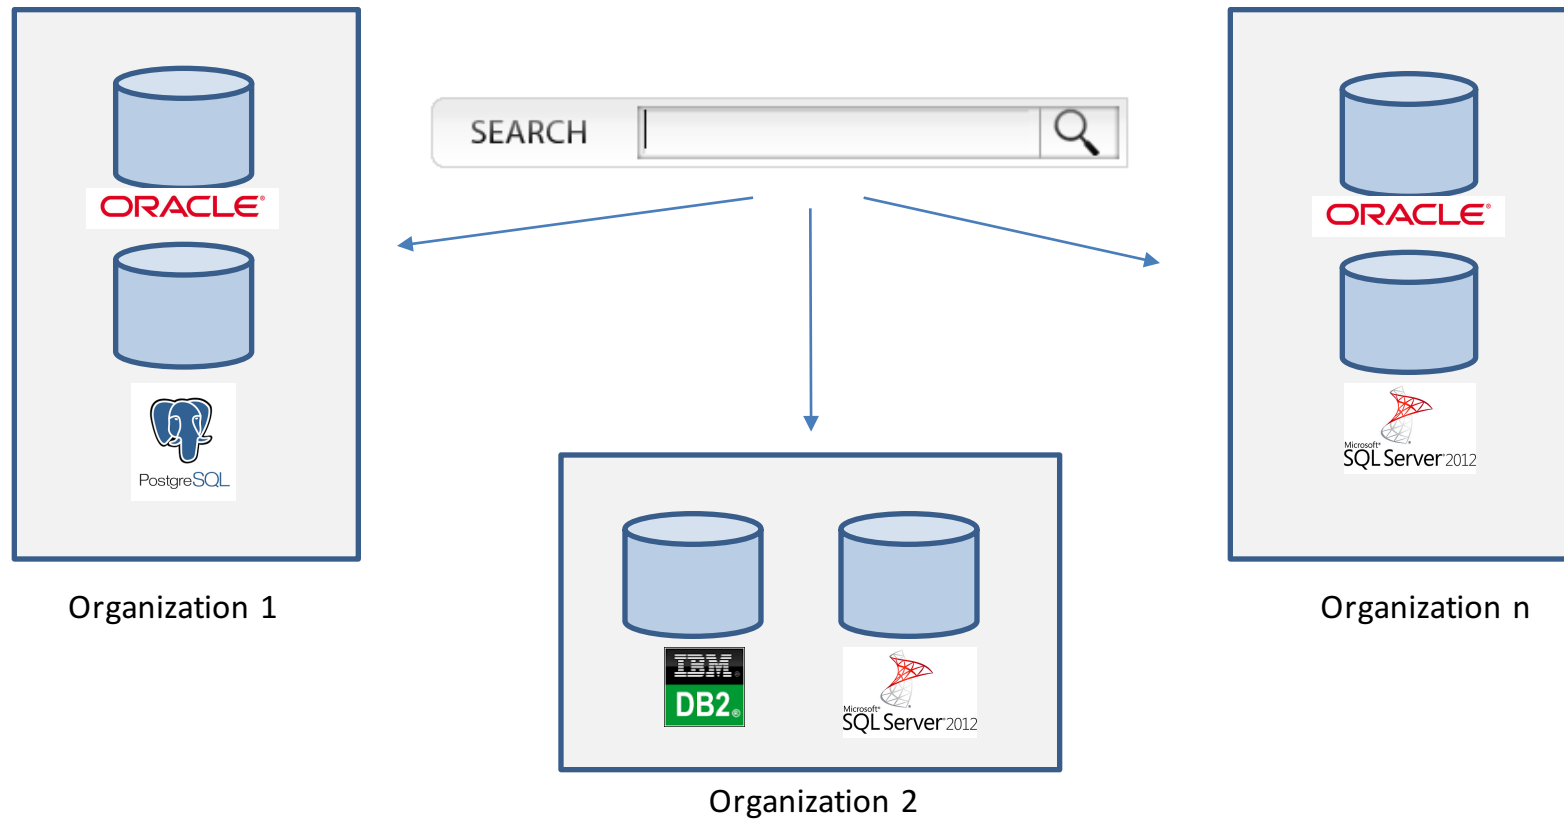 SEARCH
ORACLE®
PostgreSQL
Organization 1
IBM®
DB2®
Microsoft®
SQL Server®2012
Organization 2
ORACLE®
Microsoft®
SQL Server®2012
Organization n